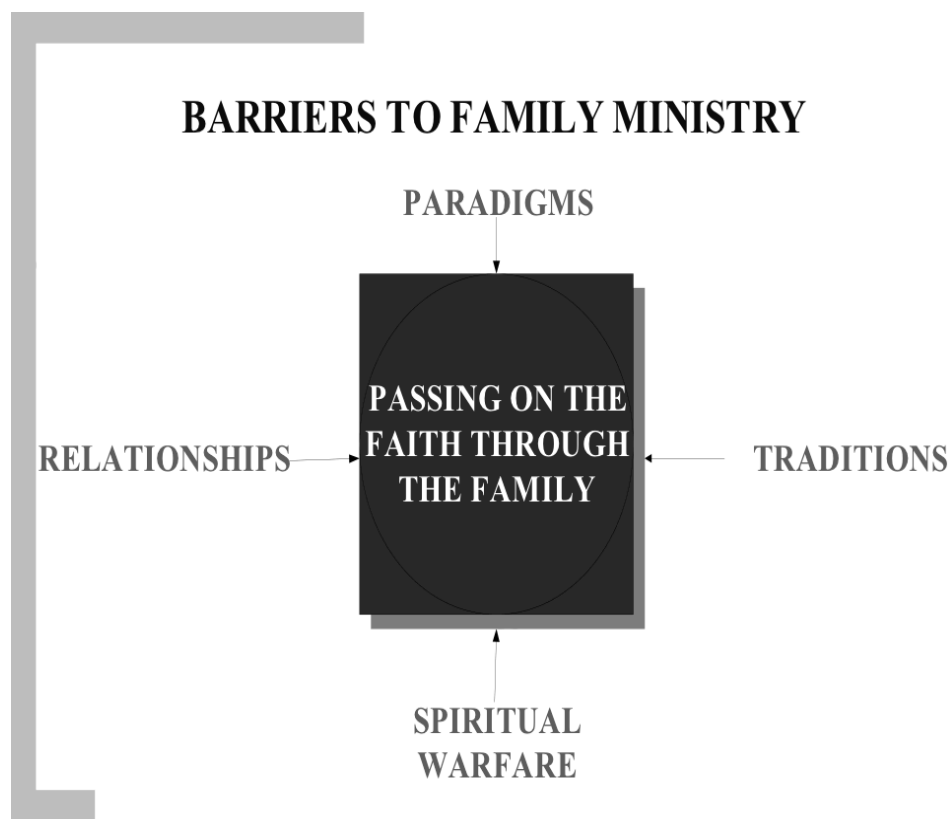 BARRIERS TO FAMILY MINISTRY
PARADIGMS
PASSING ON THE
FAITH THROUGH
THE FAMILY
RELATIONSHIPS
TRADITIONS
SPIRITUAL
WARFARE